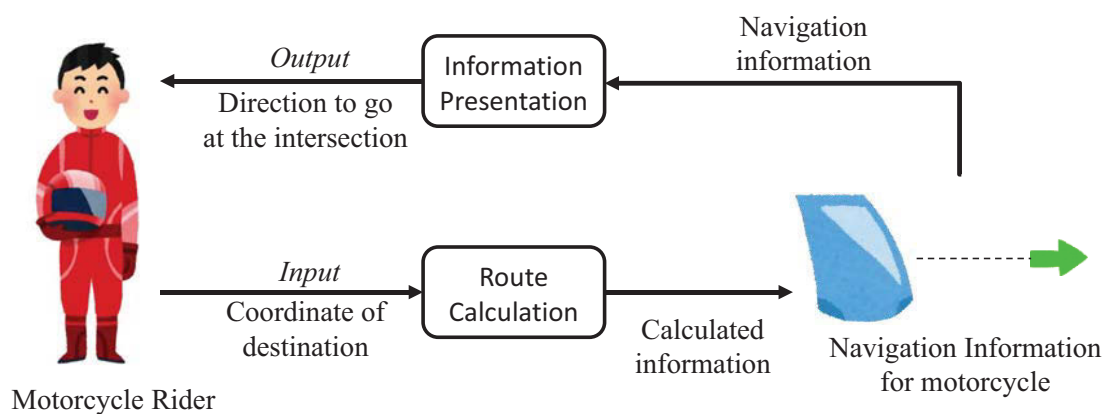 Output
Direction to go
at the intersection
Information
Presentation
Navigation
information
Input
Coordinate of
destination
Route
Calculation
Calculated
information
Navigation Information
for motorcycle
Motorcycle Rider